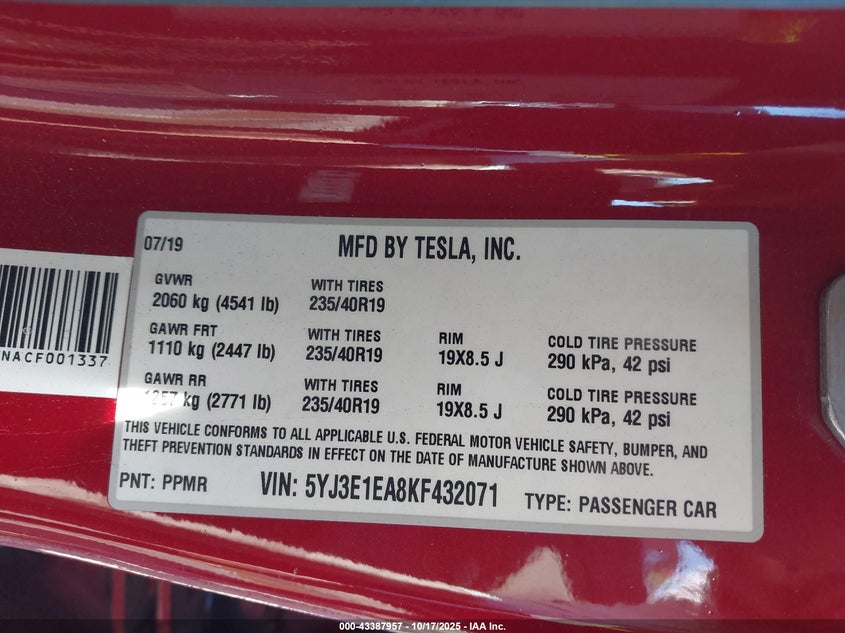 07/19
MFD BY TESLA, INC.
GVWR
2060 kg (4541 lb)
WITH TIRES
235/40R19
GAWR FRT
1110 kg (2447 lb)
WITH TIRES
235/40R19
RIM
19X8.5 J
COLD TIRE PRESSURE
290 kPa, 42 psi
GAWR RR
1257 kg (2771 lb)
WITH TIRES
235/40R19
RIM
19X8.5 J
COLD TIRE PRESSURE
290 kPa, 42 psi
THIS VEHICLE CONFORMS TO ALL APPLICABLE U.S. FEDERAL MOTOR VEHICLE SAFETY, BUMPER, AND
THEFT PREVENTION STANDARDS IN EFFECT ON THE DATE OF MANUFACTURE SHOWN ABOVE.
PNT: PPMR
VIN: 5YJ3E1EA8KF432071
TYPE: PASSENGER CAR
NACF001337
000-43387957 - 10/17/2025 - IAA Inc.